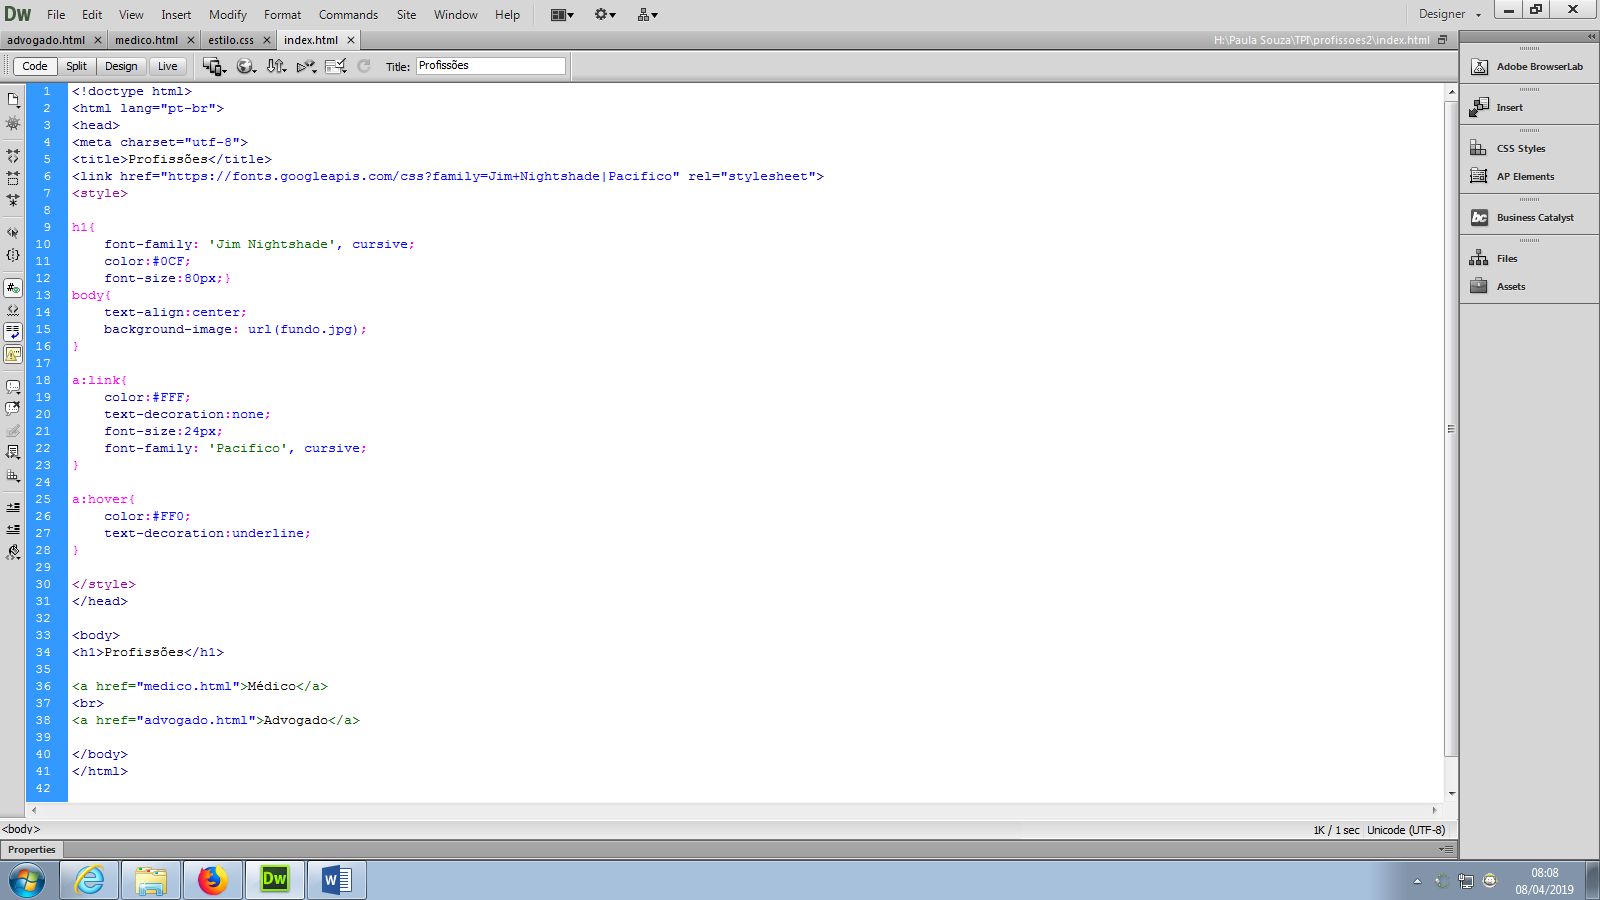 Dw File Edit View Insert Modify Format Commands Site Window Help Designer
advogado.html × medico.html × estilo.css × index.html × H:\Paula Souza\TPI\profissoes2\index.html
Code Split Design Live Title: Profissões
1 <!doctype html>
2 <html lang="pt-br">
3 <head>
4 <meta charset="utf-8">
5 <title>Profissões</title>
6 <link href="https://fonts.googleapis.com/css?family=Jim+Nightshade|Pacifico" rel="stylesheet">
7 <style>
8
9 h1{
10 font-family: 'Jim Nightshade', cursive;
11 color:#0CF;
12 font-size:80px;}
13 body{
14 text-align:center;
15 background-image: url(fundo.jpg);
16 }
17
18 a:link{
19 color:#FFF;
20 text-decoration:none;
21 font-size:24px;
22 font-family: 'Pacifico', cursive;
23 }
24
25 a:hover{
26 color:#FF0;
27 text-decoration:underline;
28 }
29
30 </style>
31 </head>
32
33 <body>
34 <h1>Profissões</h1>
35
36 <a href="medico.html">Médico</a>
37 <br>
38 <a href="advogado.html">Advogado</a>
39
40 </body>
41 </html>
42
Adobe BrowserLab
Insert
CSS Styles
AP Elements
bc Business Catalyst
Files
Assets
<body> 1K / 1 sec Unicode (UTF-8)
Properties
Dw W
08:08
08/04/2019